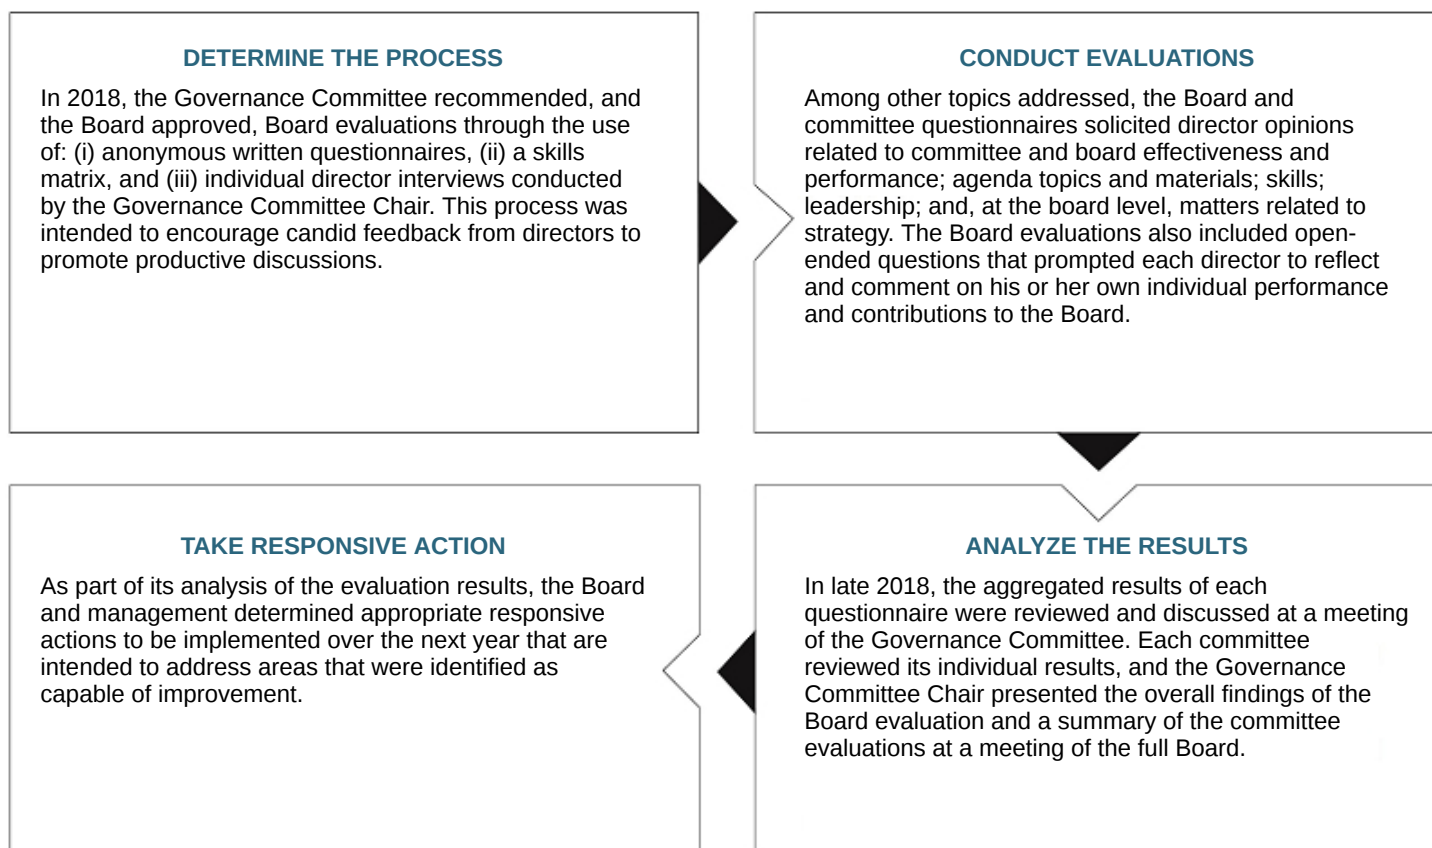 DETERMINE THE PROCESS
In 2018, the Governance Committee recommended, and
the Board approved, Board evaluations through the use
of: (i) anonymous written questionnaires, (ii) a skills
matrix, and (iii) individual director interviews conducted
by the Governance Committee Chair. This process was
intended to encourage candid feedback from directors to
promote productive discussions.
CONDUCT EVALUATIONS
Among other topics addressed, the Board and
committee questionnaires solicited director opinions
related to committee and board effectiveness and
performance; agenda topics and materials; skills;
leadership; and, at the board level, matters related to
strategy. The Board evaluations also included open-
ended questions that prompted each director to reflect
and comment on his or her own individual performance
and contributions to the Board.
ANALYZE THE RESULTS
In late 2018, the aggregated results of each
questionnaire were reviewed and discussed at a meeting
of the Governance Committee. Each committee
reviewed its individual results, and the Governance
Committee Chair presented the overall findings of the
Board evaluation and a summary of the committee
evaluations at a meeting of the full Board.
TAKE RESPONSIVE ACTION
As part of its analysis of the evaluation results, the Board
and management determined appropriate responsive
actions to be implemented over the next year that are
intended to address areas that were identified as
capable of improvement.